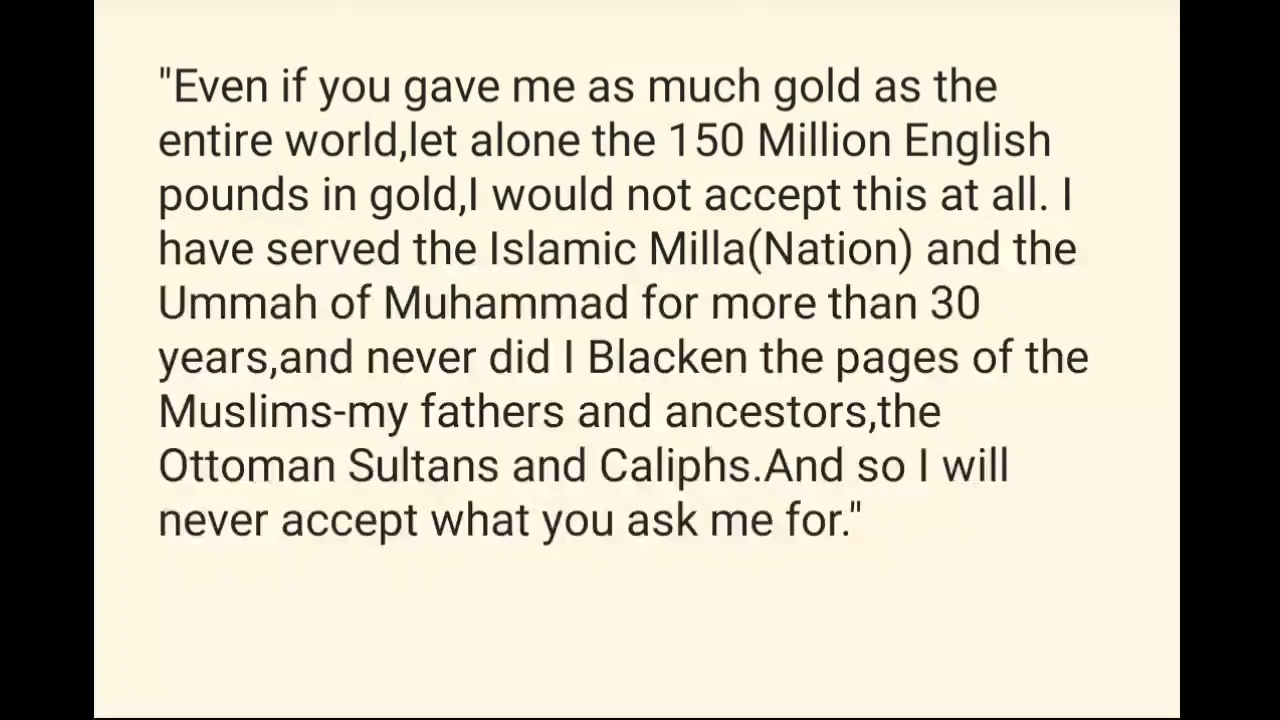 "Even if you gave me as much gold as the
entire world,let alone the 150 Million English
pounds in gold,I would not accept this at all. I
have served the Islamic Milla(Nation) and the
Ummah of Muhammad for more than 30
years,and never did I Blacken the pages of the
Muslims-my fathers and ancestors,the
Ottoman Sultans and Caliphs.And so I will
never accept what you ask me for."